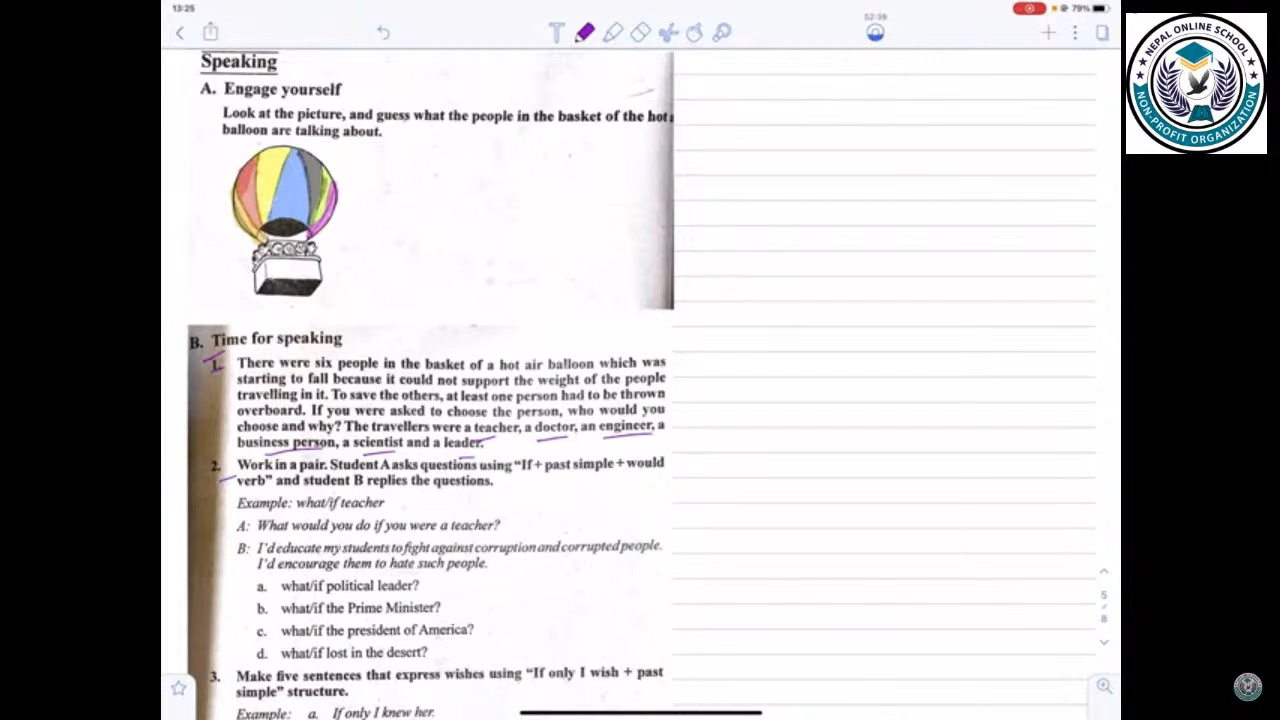 13:25
79%
52:39
T
NEPAL ONLINE SCHOOL
NON-PROFIT ORGANIZATION
Speaking
A. Engage yourself
Look at the picture, and guess what the people in the basket of the hot
balloon are talking about.
B. Time for speaking
1. There were six people in the basket of a hot air balloon which was
starting to fall because it could not support the weight of the people
travelling in it. To save the others, at least one person had to be thrown
overboard. If you were asked to choose the person, who would you
choose and why? The travellers were a teacher, a doctor, an engineer, a
business person, a scientist and a leader.
2. Work in a pair. Student A asks questions using "If + past simple + would
verb" and student B replies the questions.
Example: what/if teacher
A: What would you do if you were a teacher?
B: I'd educate my students to fight against corruption and corrupted people.
I'd encourage them to hate such people.
a. what/if political leader?
b. what/if the Prime Minister?
c. what/if the president of America?
d. what/if lost in the desert?
3. Make five sentences that express wishes using "If only I wish + past
simple" structure.
Example: a. If only I knew her.
5
/
8